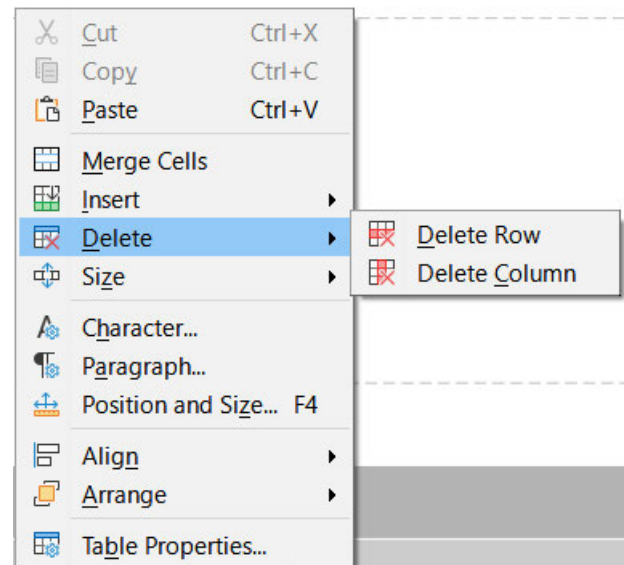 Cut Ctrl+X
Copy Ctrl+C
Paste Ctrl+V
Merge Cells
Insert
Delete
Delete Row
Delete Column
Size
Character...
Paragraph...
Position and Size... F4
Align
Arrange
Table Properties...